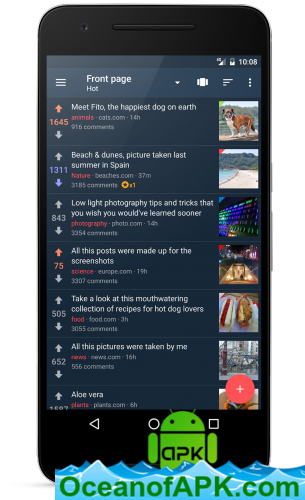 10:08
Front page
Hot
Meet Fito, the happiest dog on earth
1645
animals · cats.com · 14h
916 comments
Beach & dunes, picture taken last
summer in Spain
1311
Nature · beaches.com · 37m
3185 comments x1
Low light photography tips and tricks that
you wish you would've learned sooner
843
photography · photo.com · 14h
3354 comments
All this posts were made up for the
screenshots
75
science · europe.com · 19h
3307 comments
Take a look at this mouthwatering
collection of recipes for hot dog lovers
505
food · food.com · 3h
3055 comments
All this pictures were taken by me
652
news · news.com · 16h
556 comments
Aloe vera
1587
plants · plants.com · 6h
APK
OceanofAPK.com